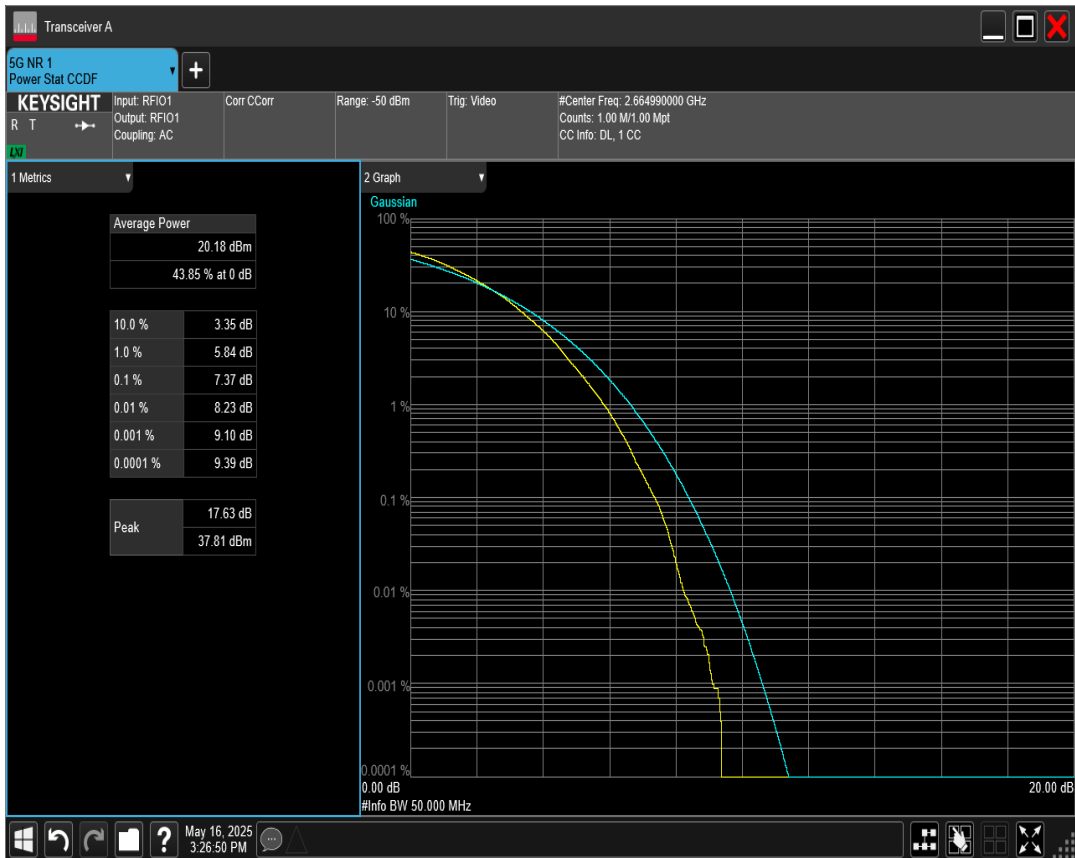 Transceiver A
5G NR 1
Power Stat CCDF
KEYSIGHT
R T
LXI
Input: RFIO1
Output: RFIO1
Coupling: AC
Corr CCorr
Range: -50 dBm
Trig: Video
#Center Freq: 2.664990000 GHz
Counts: 1.00 M/1.00 Mpt
CC Info: DL, 1 CC
1 Metrics
Average Power
20.18 dBm
43.85 % at 0 dB
10.0 % 3.35 dB
1.0 % 5.84 dB
0.1 % 7.37 dB
0.01 % 8.23 dB
0.001 % 9.10 dB
0.0001 % 9.39 dB
Peak
17.63 dB
37.81 dBm
2 Graph
Gaussian
100 %
10 %
1 %
0.1 %
0.01 %
0.001 %
0.0001 %
0.00 dB 20.00 dB
#Info BW 50.000 MHz
?
May 16, 2025
3:26:50 PM